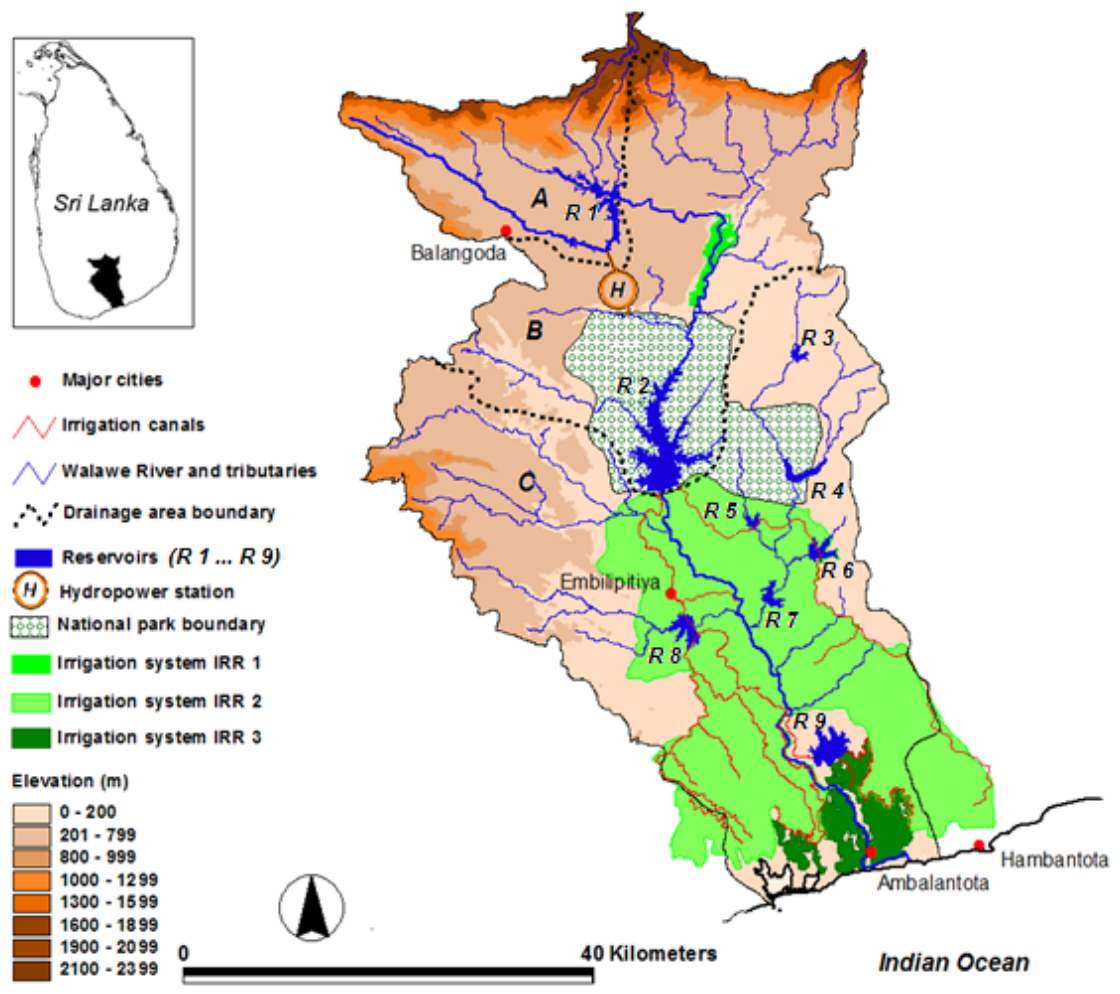 Sri Lanka
A
R 1
Balangoda
H
B
R 3
R 2
C
R 4
R 5
R 6
Embilipitiya
R 7
R 8
R 9
Hambantota
Ambalantota
Indian Ocean
Major cities
Irrigation canals
Walawe River and tributaries
Drainage area boundary
Reservoirs (R 1 ... R 9)
H Hydropower station
National park boundary
Irrigation system IRR 1
Irrigation system IRR 2
Irrigation system IRR 3
Elevation (m)
0 - 200
201 - 799
800 - 999
1000 - 1299
1300 - 1599
1600 - 1899
1900 - 2099
2100 - 2399
0 40 Kilometers